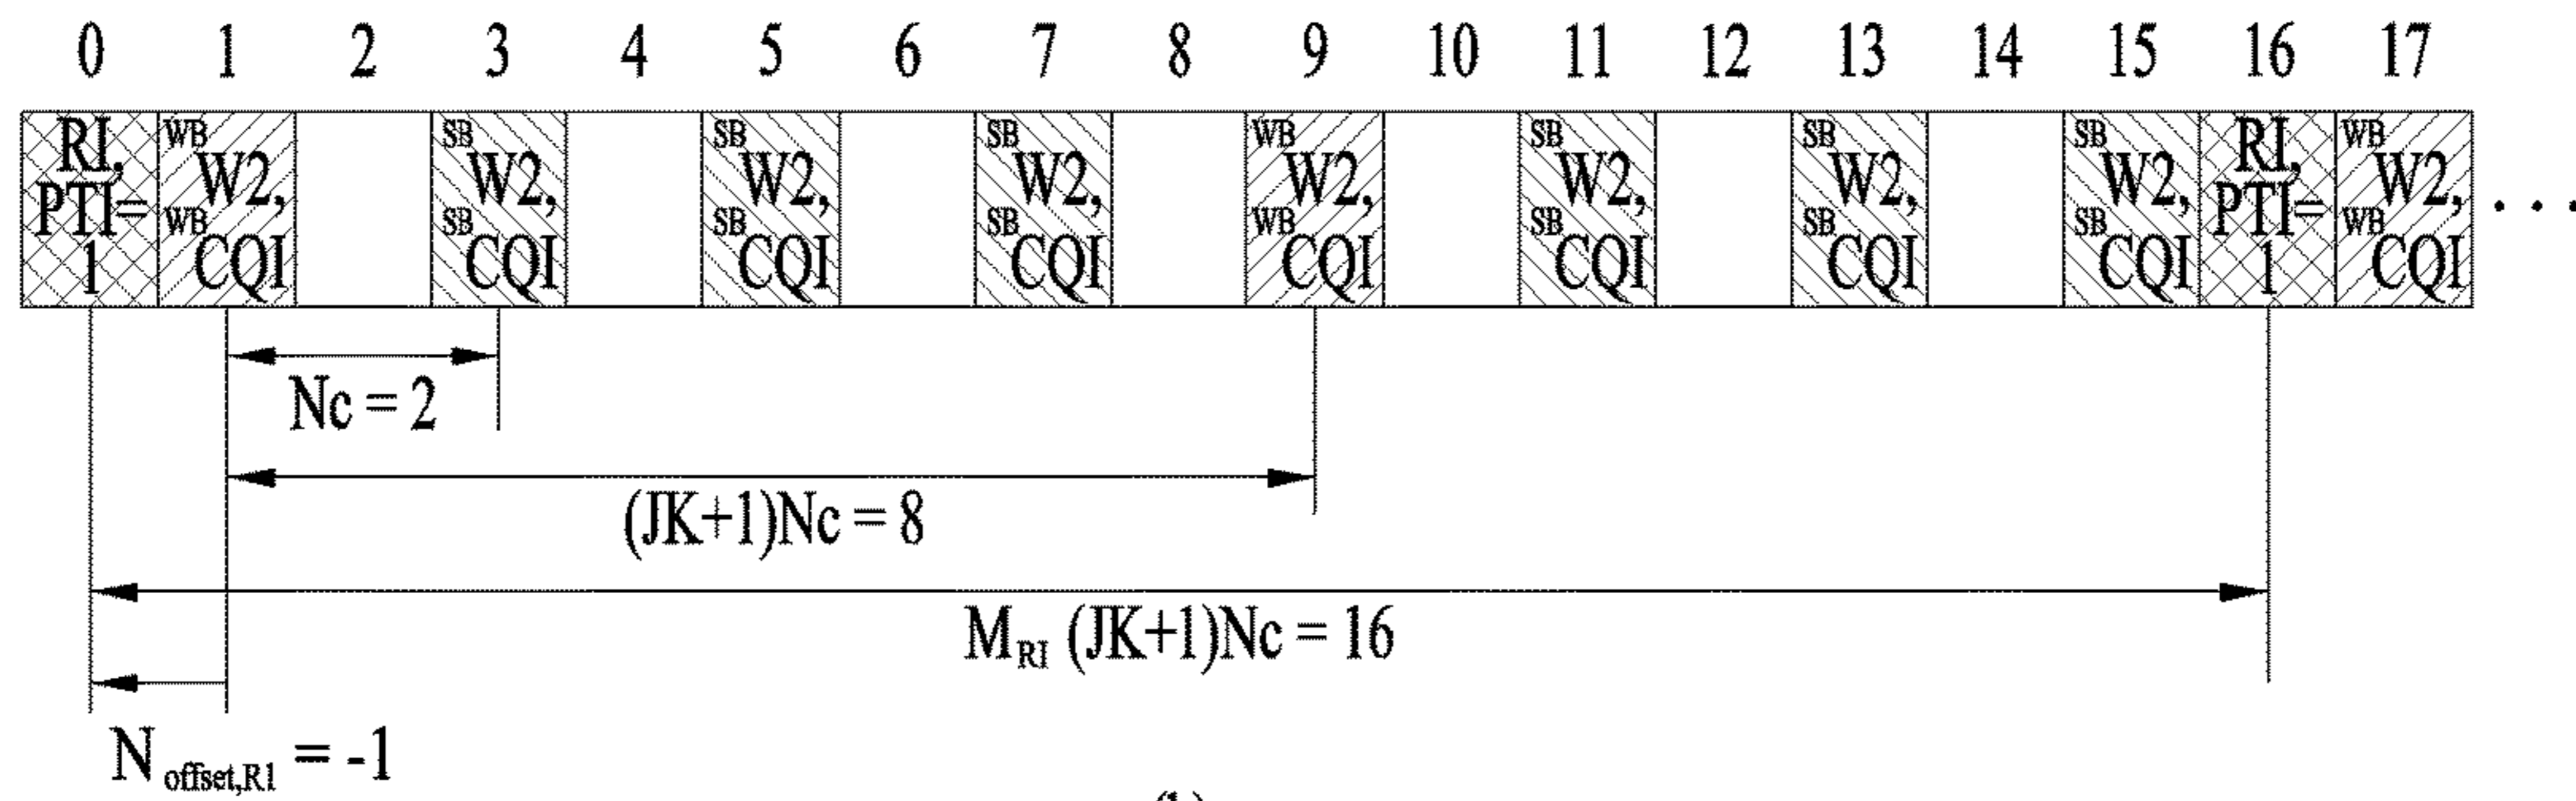 0 1 2 3 4 5 6 7 8 9 10 11 12 13 14 15 16 17
RI, PTI= 1
WB W2, WB CQI
SB W2, SB CQI
SB W2, SB CQI
SB W2, SB CQI
WB W2, WB CQI
SB W2, SB CQI
SB W2, SB CQI
SB W2, SB CQI
RI, PTI= 1
WB W2, WB CQI
...
Nc = 2
(JK+1)Nc = 8
MRI (JK+1)Nc = 16
Noffset,R1 = -1